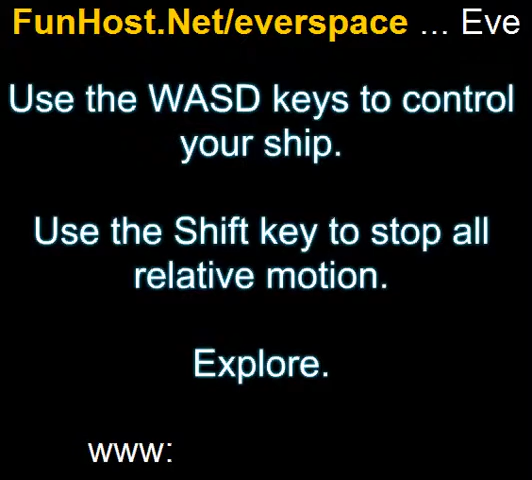 FunHost.Net/everspace ... Eve
Use the WASD keys to control
your ship.
Use the Shift key to stop all
relative motion.
Explore.
www: